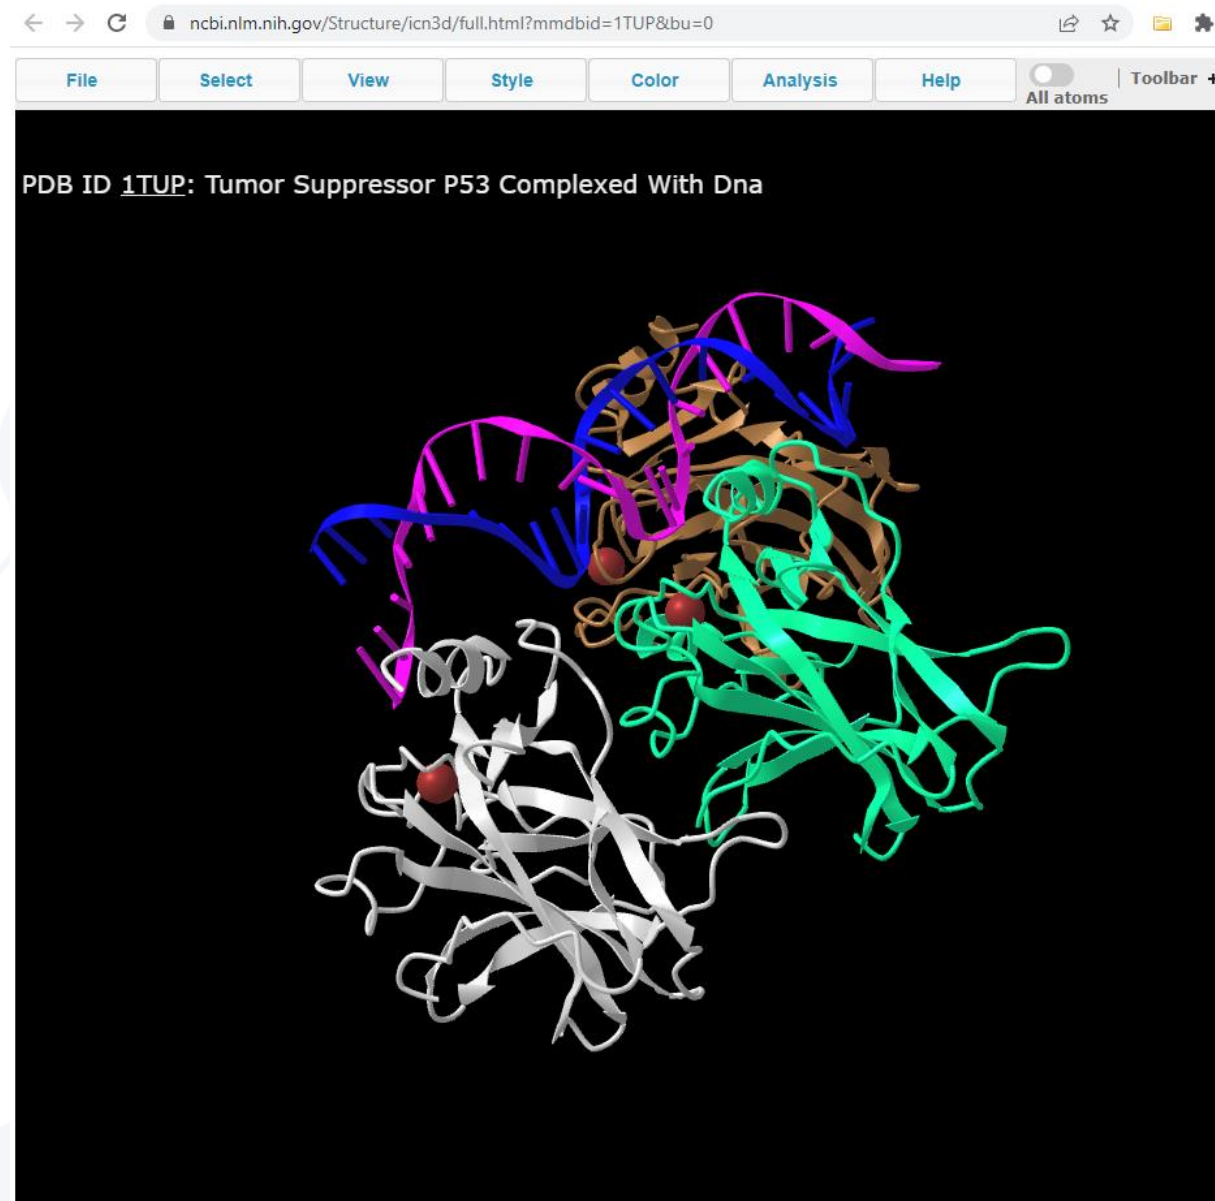 ncbi.nlm.nih.gov/Structure/icn3d/full.html?mmdbid=1TUP&bu=0
File Select View Style Color Analysis Help All atoms | Toolbar +
PDB ID 1TUP: Tumor Suppressor P53 Complexed With Dna